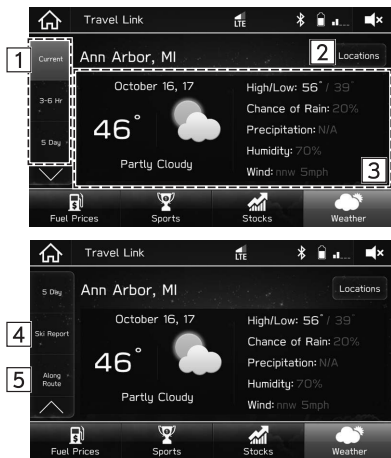 Travel Link
LTE
1
Current
3-6 Hr
5 Day
Ann Arbor, MI
2
Locations
October 16, 17
46°
Partly Cloudy
High/Low: 56° / 39°
Chance of Rain: 20%
Precipitation: N/A
Humidity: 70%
Wind: nnw 5mph
3
Fuel Prices
Sports
Stocks
Weather
Travel Link
LTE
5 Day
4
Ski Report
5
Along
Route
Ann Arbor, MI
Locations
October 16, 17
46°
Partly Cloudy
High/Low: 56° / 39°
Chance of Rain: 20%
Precipitation: N/A
Humidity: 70%
Wind: nnw 5mph
Fuel Prices
Sports
Stocks
Weather